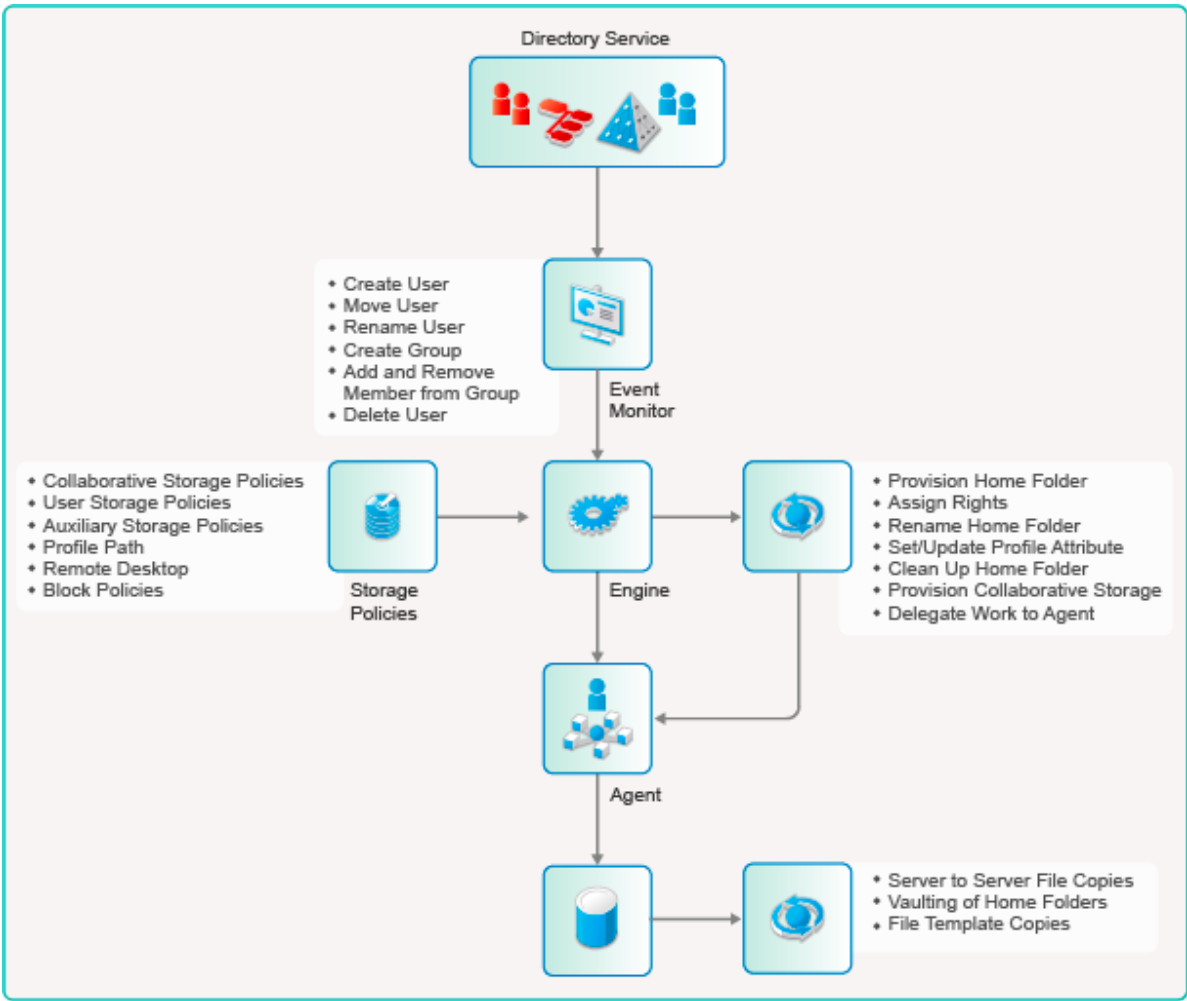 Directory Service
◆ Create User
◆ Move User
◆ Rename User
◆ Create Group
◆ Add and Remove
Member from Group
◆ Delete User
Event
Monitor
◆ Collaborative Storage Policies
◆ User Storage Policies
◆ Auxiliary Storage Policies
◆ Profile Path
◆ Remote Desktop
◆ Block Policies
Storage
Policies
Engine
◆ Provision Home Folder
◆ Assign Rights
◆ Rename Home Folder
◆ Set/Update Profile Attribute
◆ Clean Up Home Folder
◆ Provision Collaborative Storage
◆ Delegate Work to Agent
Agent
◆ Server to Server File Copies
◆ Vaulting of Home Folders
◆ File Template Copies